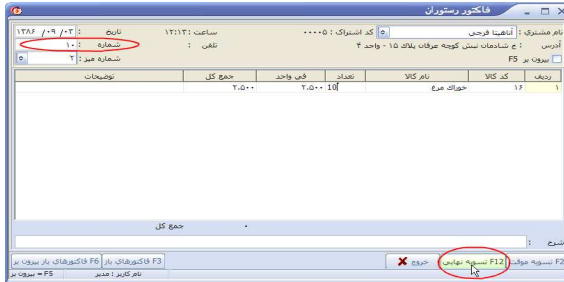 فاکتور رستوران
نام مشتری : آناهیتا فرجی کد اشتراک : ۰۰۰۰۵ ساعت : ۱۲:۱۳ تاریخ : ۱۳۸۶ /۰۹ /۰۳
آدرس : خ شادمان نبش کوچه عرفان پلاک ۱۵ - واحد ۴ تلفن : شماره : ۱۰
بیرون بر F5 شماره میز : ۲
ردیف کد کالا نام کالا تعداد فی واحد جمع کل توضیحات
۱ ۱۶ خوراک مرغ 10 ۲,۵۰۰ ۲,۵۰۰
جمع کل ۰
شرح :
F2 تسویه موقت F12 تسویه نهایی خروج F3 فاکتورهای باز F6 فاکتورهای باز بیرون بر
نام کاربر : مدیر F5 = بیرون بر